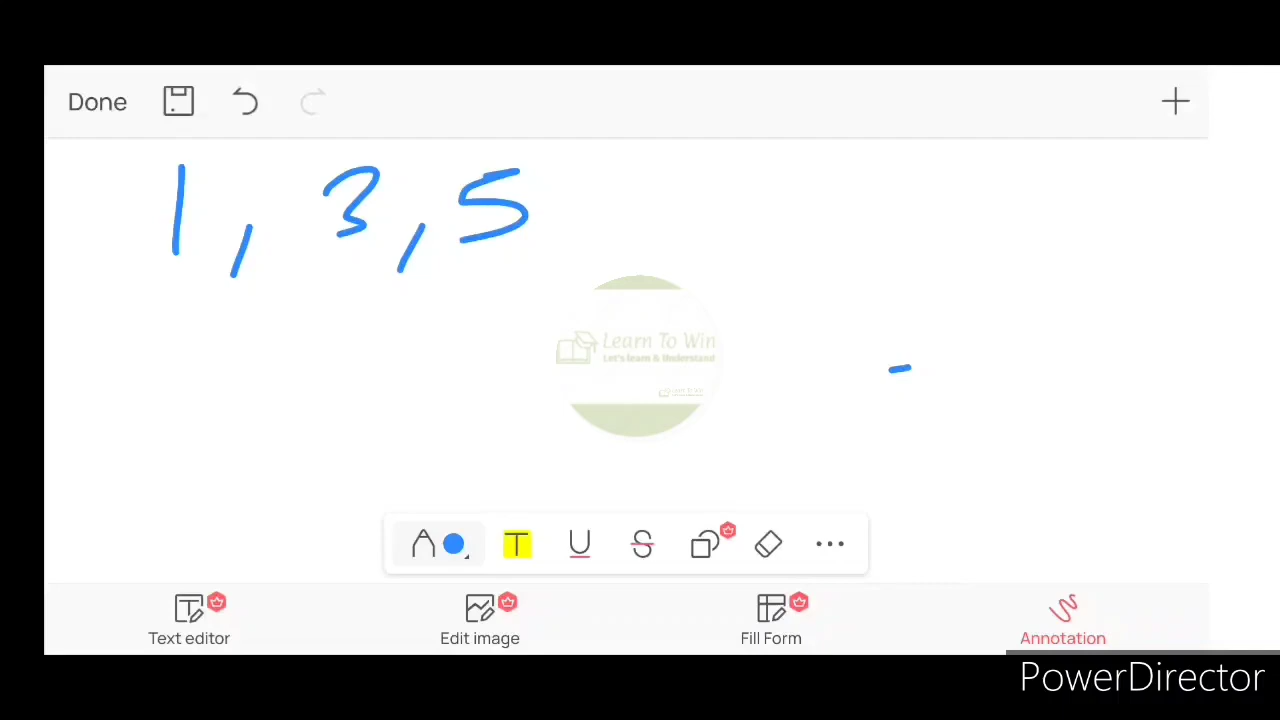 Done
1, 3, 5
-
Learn To Win
Let's learn & Understand
T U S
Text editor Edit image Fill Form Annotation
PowerDirector